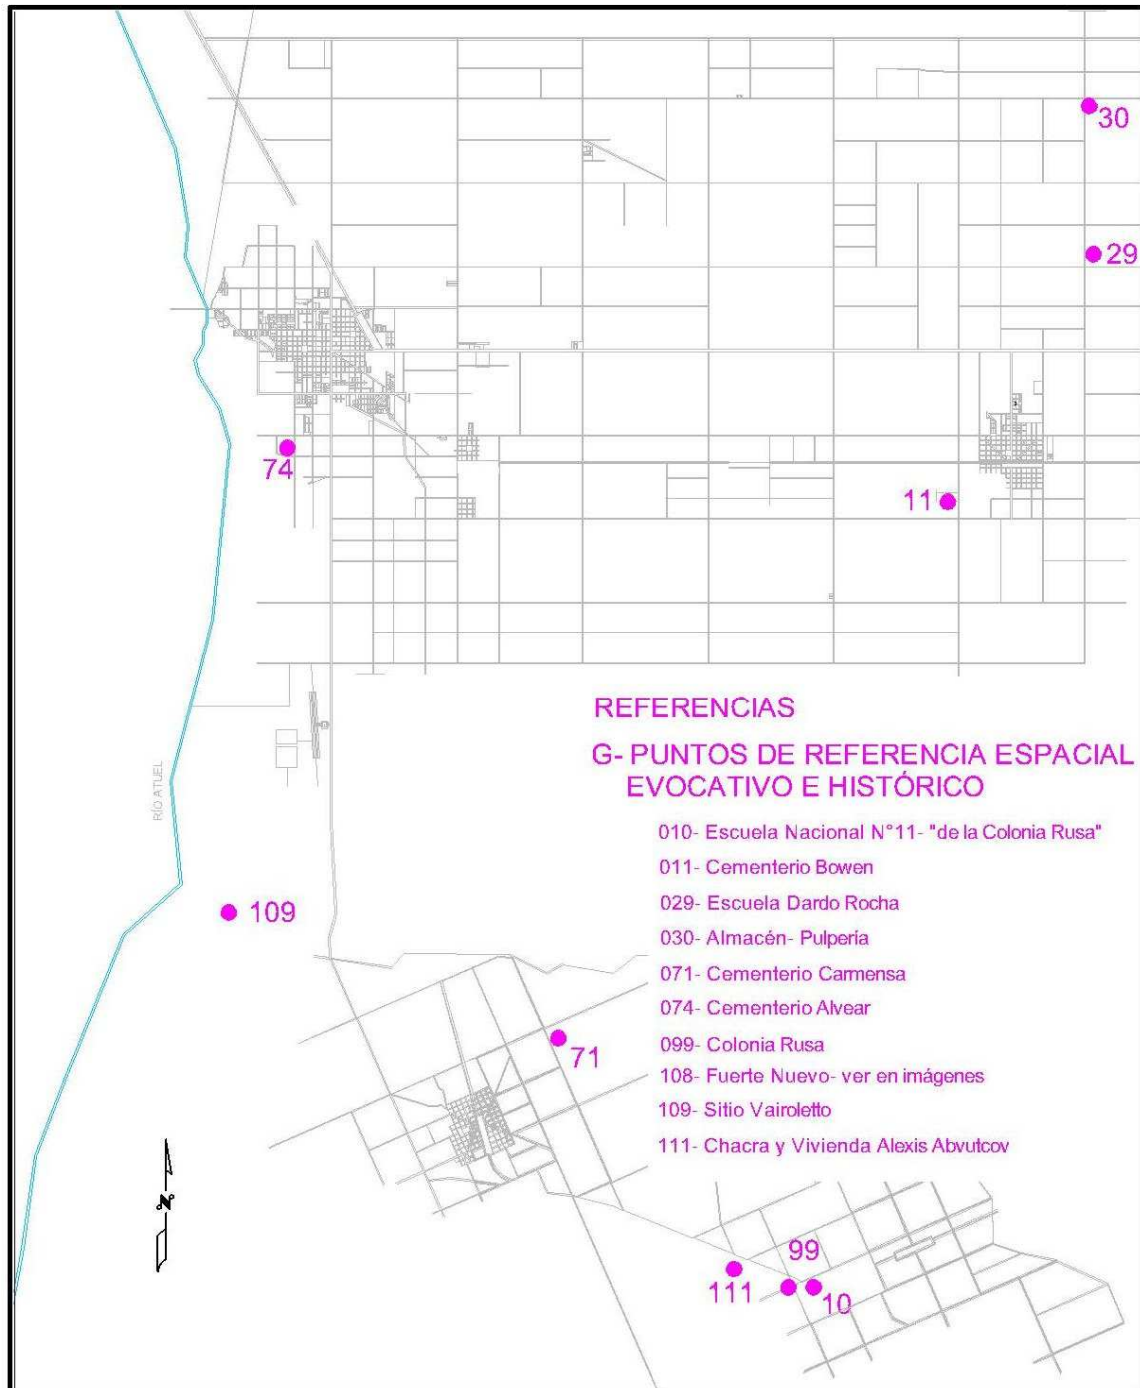 30
29
74
11
REFERENCIAS
G- PUNTOS DE REFERENCIA ESPACIAL
EVOCATIVO E HISTÓRICO
RÍO ATUEL
010- Escuela Nacional N°11- "de la Colonia Rusa"
011- Cementerio Bowen
029- Escuela Dardo Rocha
109
030- Almacén- Pulpería
071- Cementerio Carmensa
074- Cementerio Alvear
099- Colonia Rusa
71
108- Fuerte Nuevo- ver en imágenes
109- Sitio Vairoletto
111- Chacra y Vivienda Alexis Abvutcov
N
99
111
10